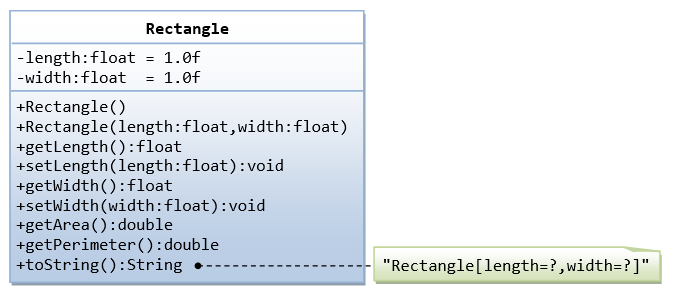 Rectangle
-length:float = 1.0f
-width:float  = 1.0f
+Rectangle()
+Rectangle(length:float,width:float)
+getLength():float
+setLength(length:float):void
+getWidth():float
+setWidth(width:float):void
+getArea():double
+getPerimeter():double
+toString():String
"Rectangle[length=?,width=?]"